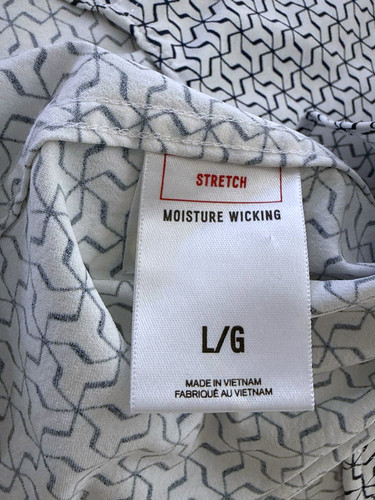 STRETCH
MOISTURE WICKING
L/G
MADE IN VIETNAM
FABRIQUÉ AU VIETNAM